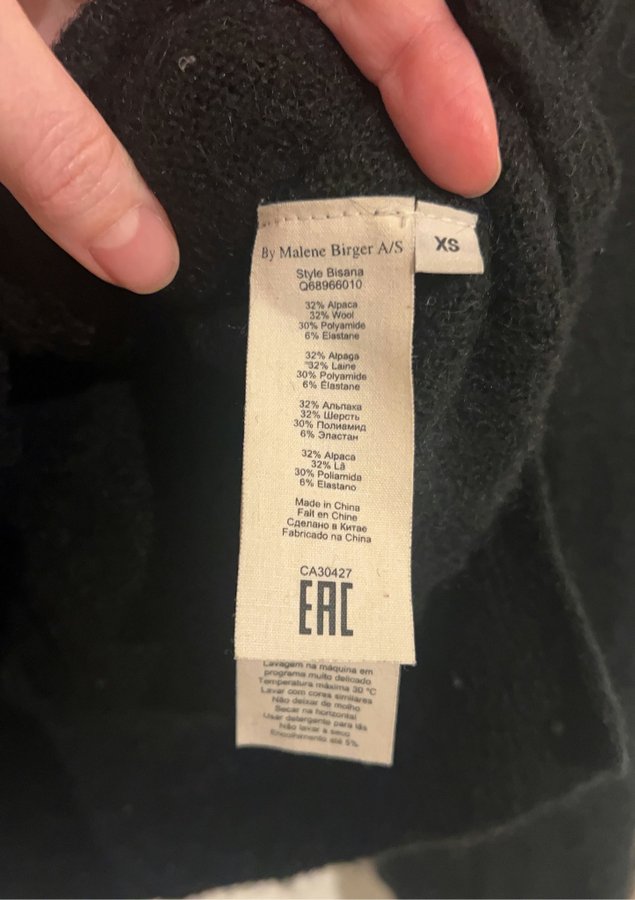 By Malene Birger A/S
XS
Style Bisana
Q68966010
32% Alpaca
32% Wool
30% Polyamide
6% Elastane
32% Alpaga
32% Laine
30% Polyamide
6% Élastane
32% Альпака
32% Шерсть
30% Полиамид
6% Эластан
32% Alpaca
32% Lã
30% Poliamida
6% Elastano
Made in China
Fait en Chine
Сделано в Китае
Fabricado na China
CA30427
EAC
Lavagem na máquina em
programa muito delicado
Temperatura máxima 30 °C
Lavar com cores similares
Não deixar de molho
Secar na horizontal
Usar detergente para lãs
Não lavar a seco
Encolhimento até 5%